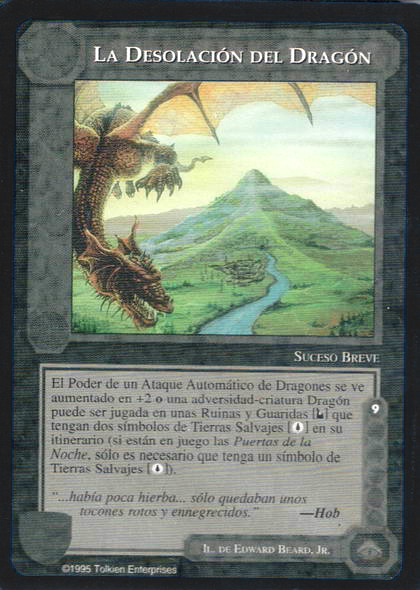 LA DESOLACIÓN DEL DRAGÓN
SUCESO BREVE
El Poder de un Ataque Automático de Dragones se ve
aumentado en +2 o una adversidad-criatura Dragón
puede ser jugada en unas Ruinas y Guaridas [] que
tengan dos símbolos de Tierras Salvajes [] en su
itinerario (si están en juego las Puertas de la
Noche, sólo es necesario que tenga un símbolo de
Tierras Salvajes []).
9
"...había poca hierba... sólo quedaban unos
tocones rotos y ennegrecidos." —Hob
IL. DE EDWARD BEARD, JR.
©1995 Tolkien Enterprises